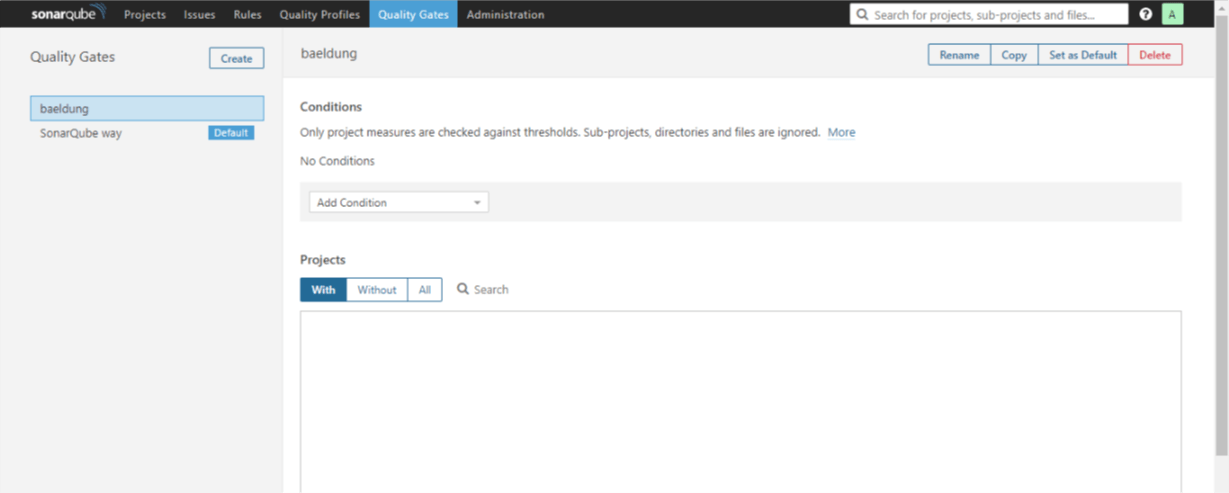 sonarqube Projects Issues Rules Quality Profiles Quality Gates Administration Search for projects, sub-projects and files... ? A
Quality Gates Create
baeldung
SonarQube way Default
baeldung Rename Copy Set as Default Delete
Conditions
Only project measures are checked against thresholds. Sub-projects, directories and files are ignored. More
No Conditions
Add Condition
Projects
With Without All Search